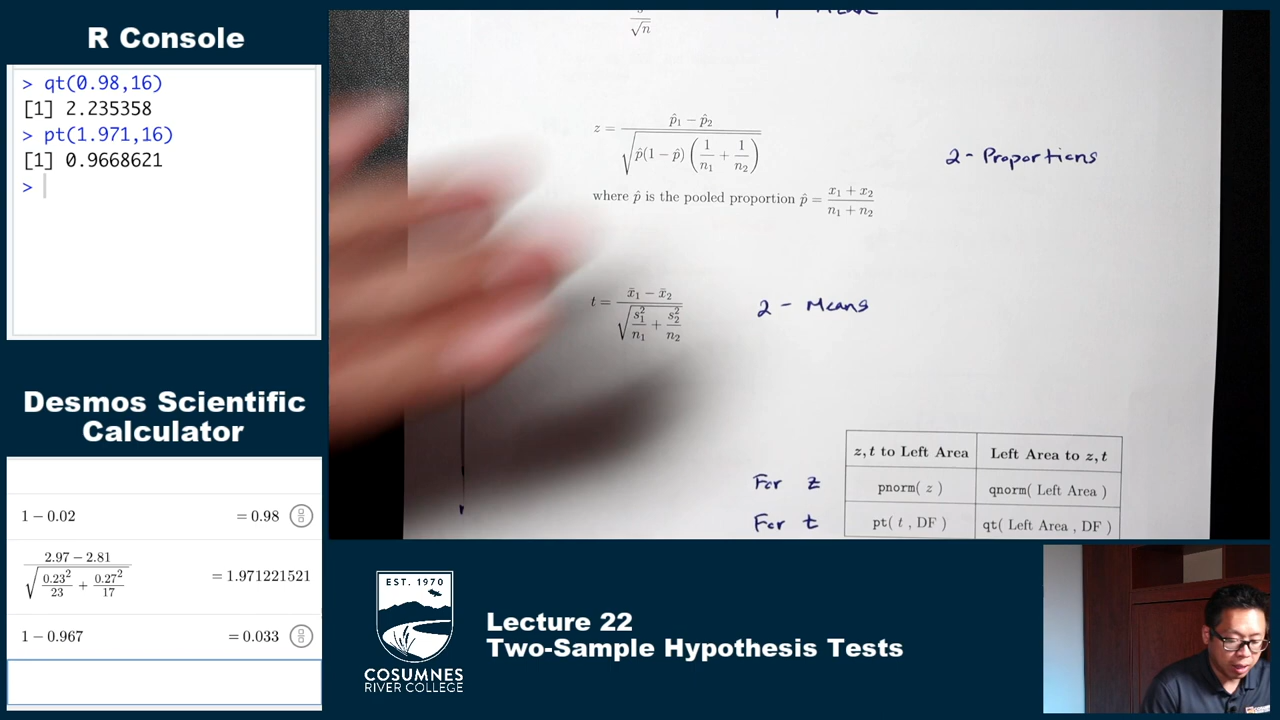 R Console
> qt(0.98,16)
[1] 2.235358
> pt(1.971,16)
[1] 0.9668621
>
Desmos Scientific
Calculator
1 − 0.02 = 0.98
2.97 − 2.81
√ 0.23² / 23 + 0.27² / 17 = 1.971221521
1 − 0.967 = 0.033
√n
z = p̂₁ − p̂₂
√ p̂(1 − p̂) ( 1 / n₁ + 1 / n₂ )
2 - Proportions
where p̂ is the pooled proportion p̂ = x₁ + x₂ / n₁ + n₂
t = x̄₁ − x̄₂
√ s₁² / n₁ + s₂² / n₂
2 - Means
z, t to Left Area Left Area to z, t
For z pnorm( z ) qnorm( Left Area )
For t pt( t , DF ) qt( Left Area , DF )
EST. 1970
COSUMNES
RIVER COLLEGE
Lecture 22
Two-Sample Hypothesis Tests